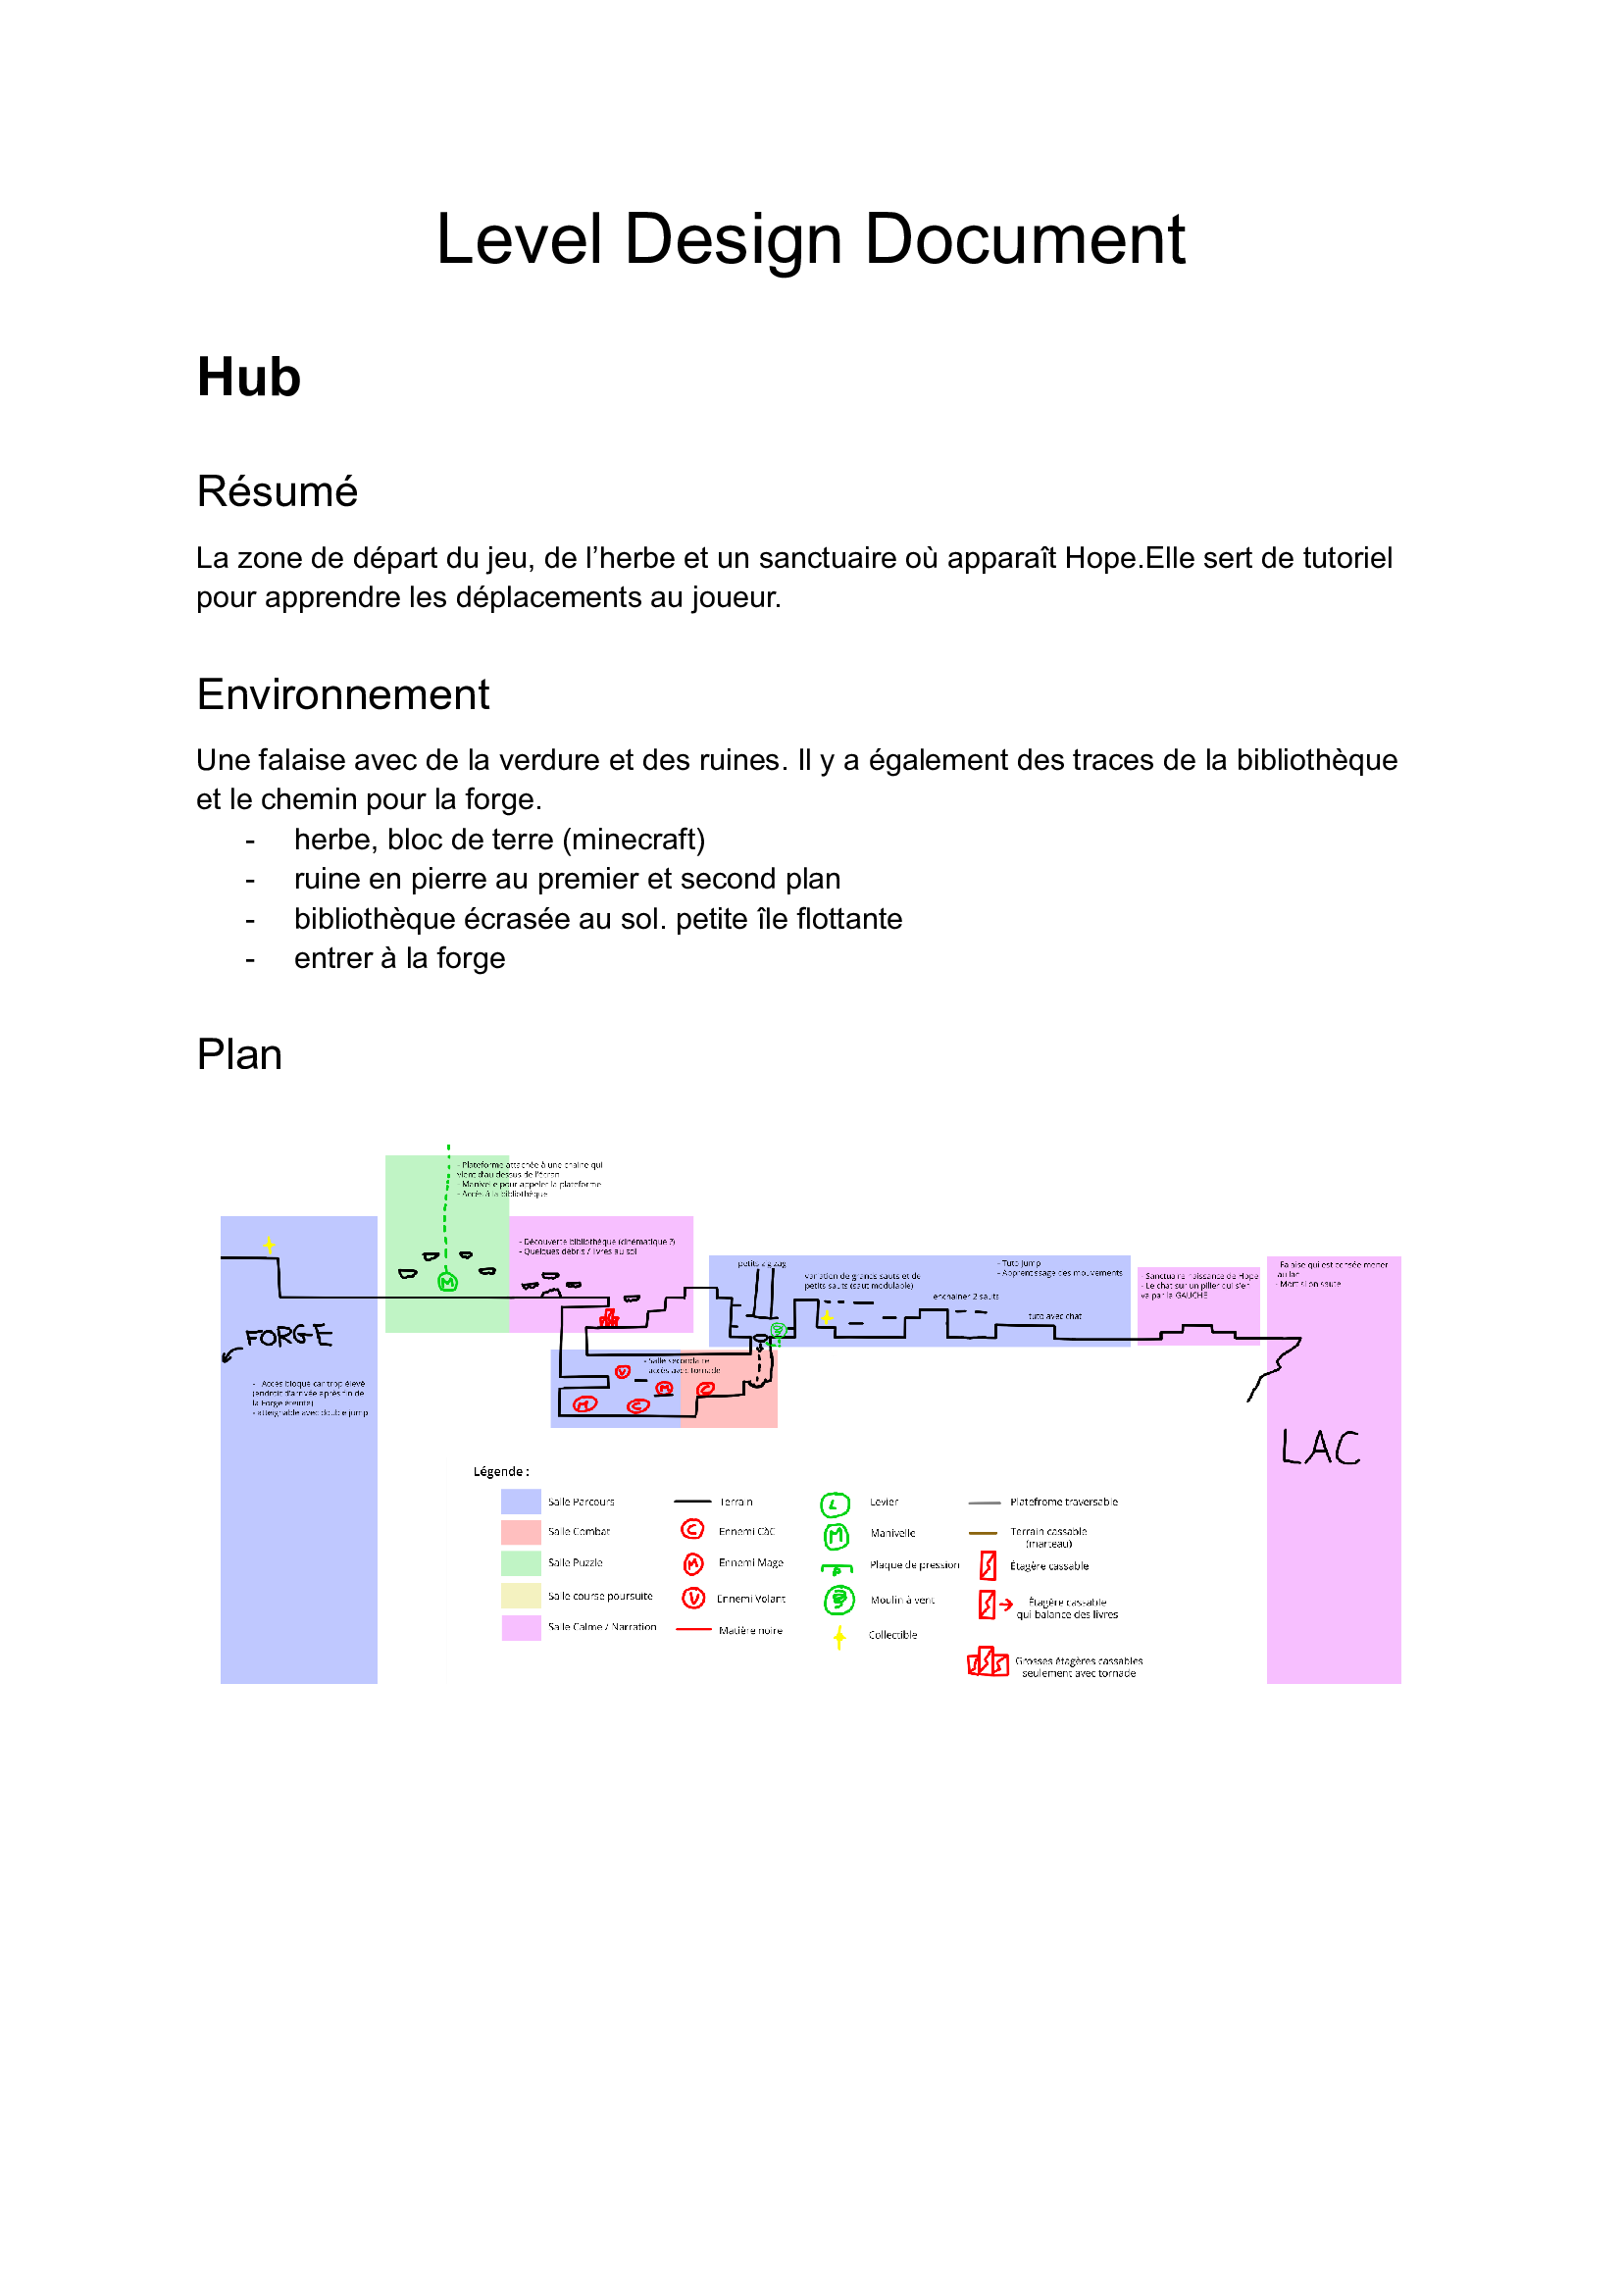 Level Design Document
Hub
Résumé
La zone de départ du jeu, de l’herbe et un sanctuaire où apparaît Hope.Elle sert de tutoriel
pour apprendre les déplacements au joueur.
Environnement
Une falaise avec de la verdure et des ruines. Il y a également des traces de la bibliothèque
et le chemin pour la forge.
- herbe, bloc de terre (minecraft)
- ruine en pierre au premier et second plan
- bibliothèque écrasée au sol. petite île flottante
- entrer à la forge
Plan
- Plateforme attachée à une chaine qui
vient d'au dessus de l'écran
- Manivelle pour appeler la plateforme
- Accès à la bibliothèque
M
- Découverte bibliothèque (cinématique ?)
- Quelques débris / livres au sol
petits zig zag
variation de grands sauts et de
petits sauts (saut modulable)
- Tuto jump
- Apprentissage des mouvements
enchainer 2 sauts
tuto avec chat
Sanctuaire naissance de Hope
- Le chat sur un pilier qui s'en
va par la GAUCHE
Falaise qui est censée mener
au lac
- Mort si on saute
FORGE
- Accès bloqué car trop élevé
(endroit d'arrivée après fin de
la Forge éteinte)
- atteignable avec double jump
- Salle secondaire
accès avec tornade
V
M
C
M
C
LAC
Légende :
Salle Parcours
Salle Combat
Salle Puzzle
Salle course poursuite
Salle Calme / Narration
Terrain
C Ennemi CàC
M Ennemi Mage
V Ennemi Volant
Matière noire
L Levier
M Manivelle
P Plaque de pression
Moulin à vent
Collectible
Platefrome traversable
Terrain cassable
(marteau)
Étagère cassable
Étagère cassable
qui balance des livres
Grosses étagères cassables
seulement avec tornade